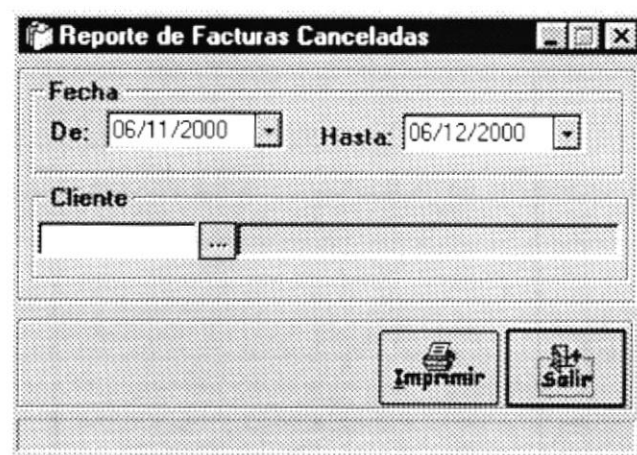 Reporte de Facturas Canceladas
Fecha
De: 06/11/2000 Hasta: 06/12/2000
Cliente
...
Imprimir Salir